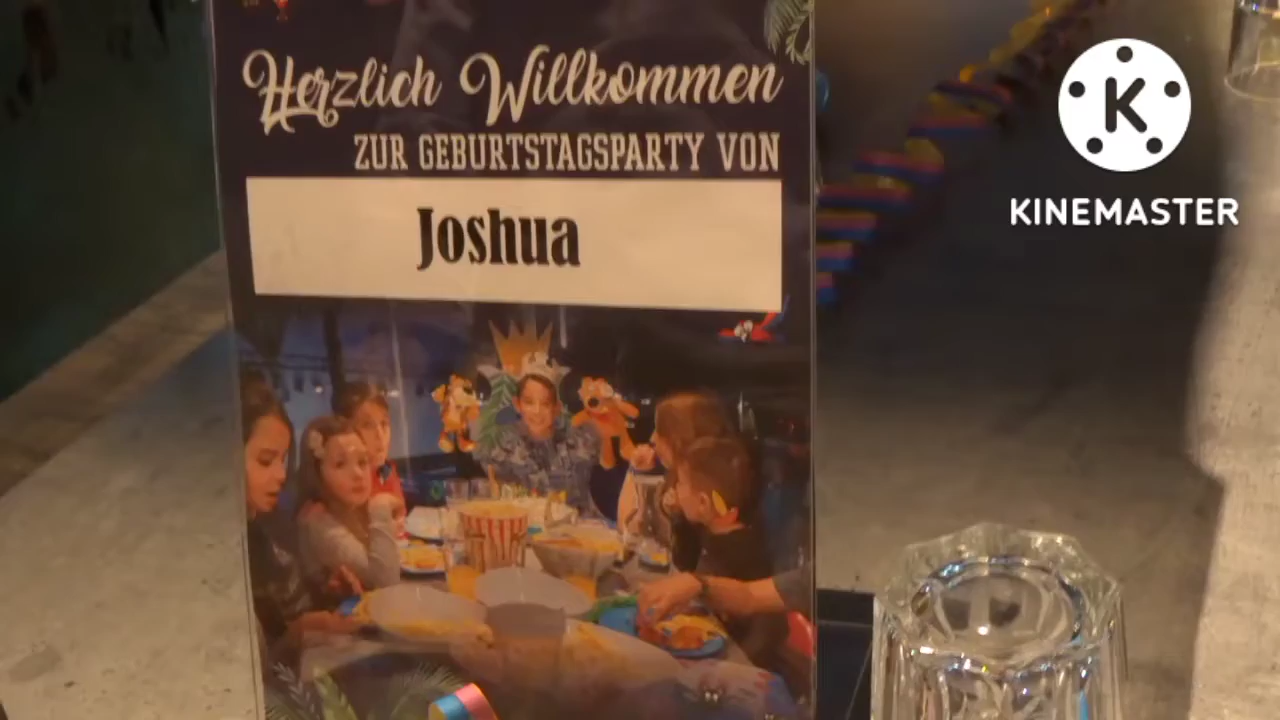 Herzlich Willkommen
ZUR GEBURTSTAGSPARTY VON
Joshua
K
KINEMASTER